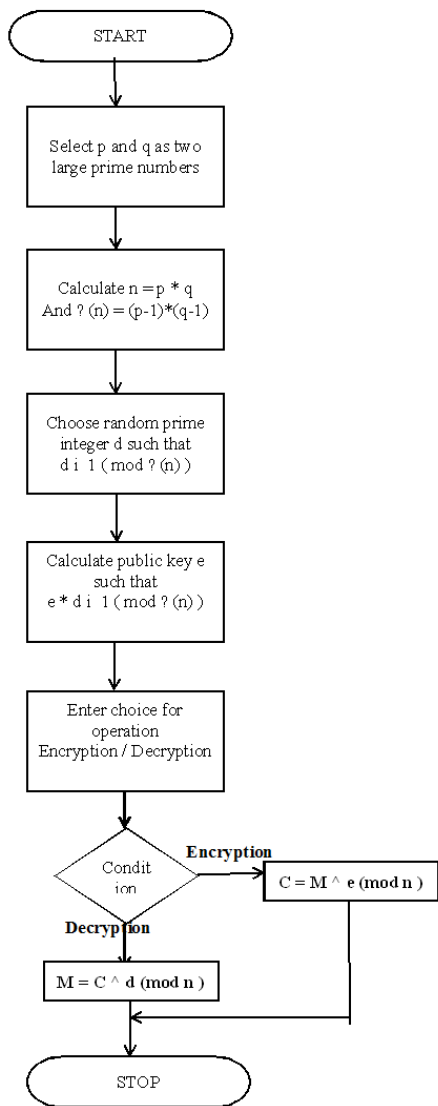 START
Select p and q as two
large prime numbers
Calculate n = p * q
And ? (n) = (p-1)*(q-1)
Choose random prime
integer d such that
d i 1 ( mod ? (n) )
Calculate public key e
such that
e * d i 1 ( mod ? (n) )
Enter choice for
operation
Encryption / Decryption
Condit
ion
Encryption
C = M ^ e (mod n )
Decryption
M = C ^ d (mod n )
STOP